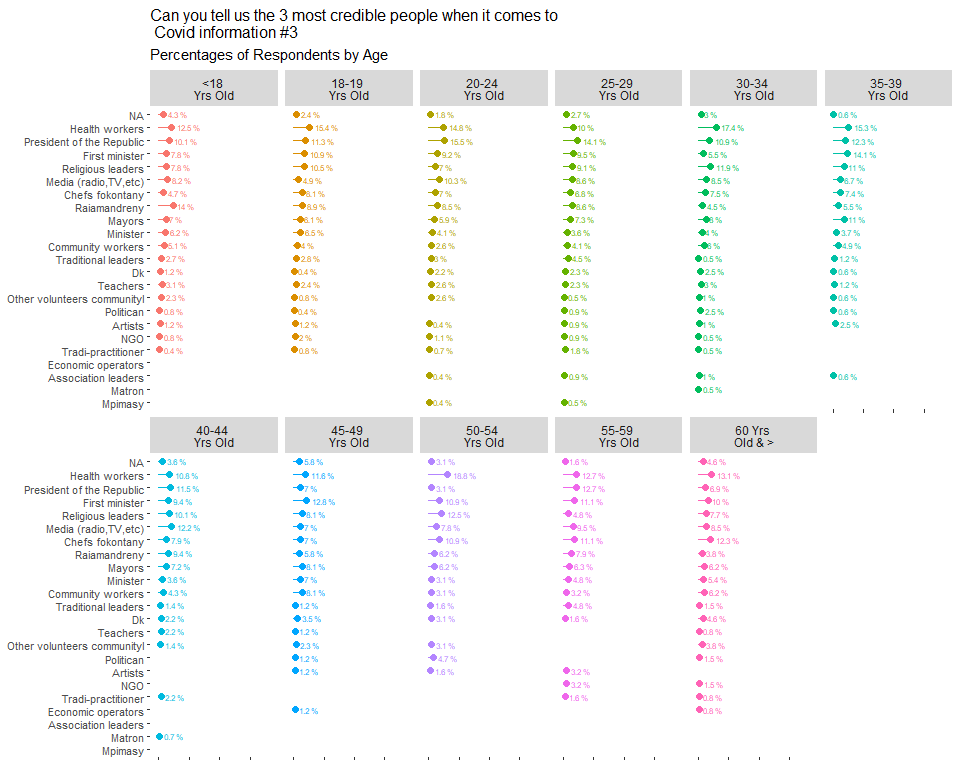 Can you tell us the 3 most credible people when it comes to
Covid information #3
Percentages of Respondents by Age
<18 18-19 20-24 25-29 30-34 35-39
Yrs Old Yrs Old Yrs Old Yrs Old Yrs Old Yrs Old
NA 4.3 % 2.4 % 1.8 % 2.7 % 3 % 0.6 %
Health workers 12.5 % 15.4 % 14.8 % 10 % 17.4 % 15.3 %
President of the Republic 10.1 % 11.3 % 15.5 % 14.1 % 10.9 % 12.3 %
First minister 7.8 % 10.9 % 9.2 % 9.5 % 5.5 % 14.1 %
Religious leaders 7.8 % 10.5 % 7 % 9.1 % 11.9 % 11 %
Media (radio,TV,etc) 8.2 % 4.9 % 10.3 % 8.6 % 8.5 % 6.7 %
Chefs fokontany 4.7 % 8.1 % 7 % 6.8 % 7.5 % 7.4 %
Raiamandreny 14 % 8.9 % 8.5 % 8.6 % 4.5 % 5.5 %
Mayors 7 % 6.1 % 5.9 % 7.3 % 8 % 11 %
Minister 6.2 % 6.5 % 4.1 % 3.6 % 4 % 3.7 %
Community workers 5.1 % 4 % 2.6 % 4.1 % 6 % 4.9 %
Traditional leaders 2.7 % 2.8 % 3 % 4.5 % 0.5 % 1.2 %
Dk 1.2 % 0.4 % 2.2 % 2.3 % 2.5 % 0.6 %
Teachers 3.1 % 2.4 % 2.6 % 2.3 % 3 % 1.2 %
Other volunteers communityl 2.3 % 0.8 % 2.6 % 0.5 % 1 % 0.6 %
Politican 0.8 % 0.4 % 0.9 % 2.5 % 0.6 %
Artists 1.2 % 1.2 % 0.4 % 0.9 % 1 % 2.5 %
NGO 0.8 % 2 % 1.1 % 0.9 % 0.5 %
Tradi-practitioner 0.4 % 0.8 % 0.7 % 1.8 % 0.5 %
Economic operators
Association leaders 0.4 % 0.9 % 1 % 0.6 %
Matron 0.5 %
Mpimasy 0.4 % 0.5 %
40-44 45-49 50-54 55-59 60 Yrs
Yrs Old Yrs Old Yrs Old Yrs Old Old & >
NA 3.6 % 5.8 % 3.1 % 1.6 % 4.6 %
Health workers 10.8 % 11.6 % 18.8 % 12.7 % 13.1 %
President of the Republic 11.5 % 7 % 3.1 % 12.7 % 6.9 %
First minister 9.4 % 12.8 % 10.9 % 11.1 % 10 %
Religious leaders 10.1 % 8.1 % 12.5 % 4.8 % 7.7 %
Media (radio,TV,etc) 12.2 % 7 % 7.8 % 9.5 % 8.5 %
Chefs fokontany 7.9 % 7 % 10.9 % 11.1 % 12.3 %
Raiamandreny 9.4 % 5.8 % 6.2 % 7.9 % 3.8 %
Mayors 7.2 % 8.1 % 6.2 % 6.3 % 6.2 %
Minister 3.6 % 7 % 3.1 % 4.8 % 5.4 %
Community workers 4.3 % 8.1 % 3.1 % 3.2 % 6.2 %
Traditional leaders 1.4 % 1.2 % 1.6 % 4.8 % 1.5 %
Dk 2.2 % 3.5 % 3.1 % 1.6 % 4.6 %
Teachers 2.2 % 1.2 % 0.8 %
Other volunteers communityl 1.4 % 2.3 % 3.1 % 3.8 %
Politican 1.2 % 4.7 % 1.5 %
Artists 1.2 % 1.6 % 3.2 %
NGO 3.2 % 1.5 %
Tradi-practitioner 2.2 % 1.6 % 0.8 %
Economic operators 1.2 % 0.8 %
Association leaders
Matron 0.7 %
Mpimasy